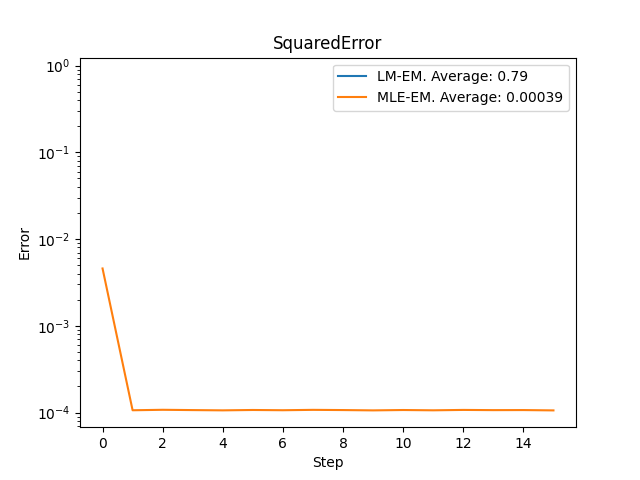 SquaredError
LM-EM. Average: 0.79
MLE-EM. Average: 0.00039
10⁰
10⁻¹
10⁻²
10⁻³
10⁻⁴
Error
0 2 4 6 8 10 12 14
Step